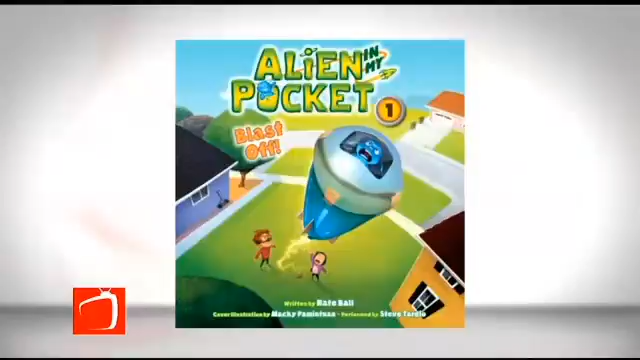 ALIEN IN MY
POCKET
1
Blast
Off!
Written by Nate Ball
Cover Illustration by Macky Pamintuan • Performed by Steve Tardio